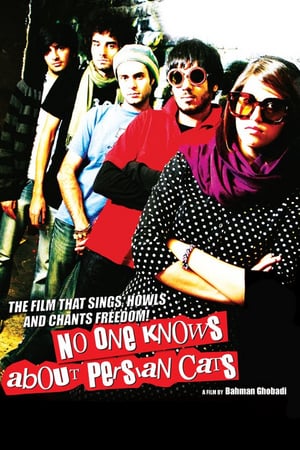 THE FILM THAT SINGS, HOWLS
AND CHANTS FREEDOM!
NO ONE KNOWS
about PERSIAN CATS
A FILM BY Bahman Ghobadi